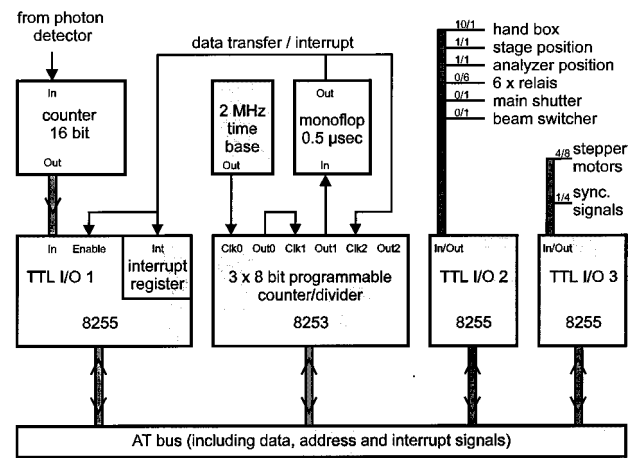 from photon
detector
data transfer / interrupt
In
counter
16 bit
Out
2 MHz
time
base
Out
Out
monoflop
0.5 µsec
In
10/1 hand box
1/1 stage position
1/1 analyzer position
0/6 6 x relais
0/1 main shutter
0/1 beam switcher
4/8 stepper
motors
1/4 sync.
signals
In Enable Int
TTL I/O 1
interrupt
register
8255
Clk0 Out0 Clk1 Out1 Clk2 Out2
3 x 8 bit programmable
counter/divider
8253
In/Out
TTL I/O 2
8255
In/Out
TTL I/O 3
8255
AT bus (including data, address and interrupt signals)